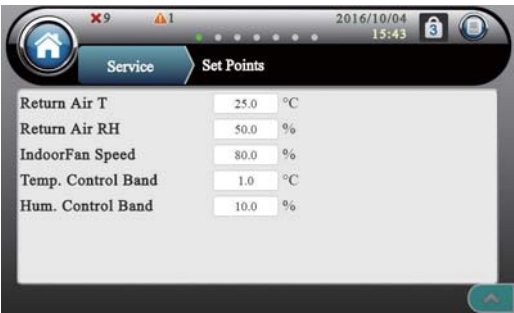 9 1 2016/10/04
15:43 3
Service Set Points
Return Air T 25.0 °C
Return Air RH 50.0 %
IndoorFan Speed 80.0 %
Temp. Control Band 1.0 °C
Hum. Control Band 10.0 %